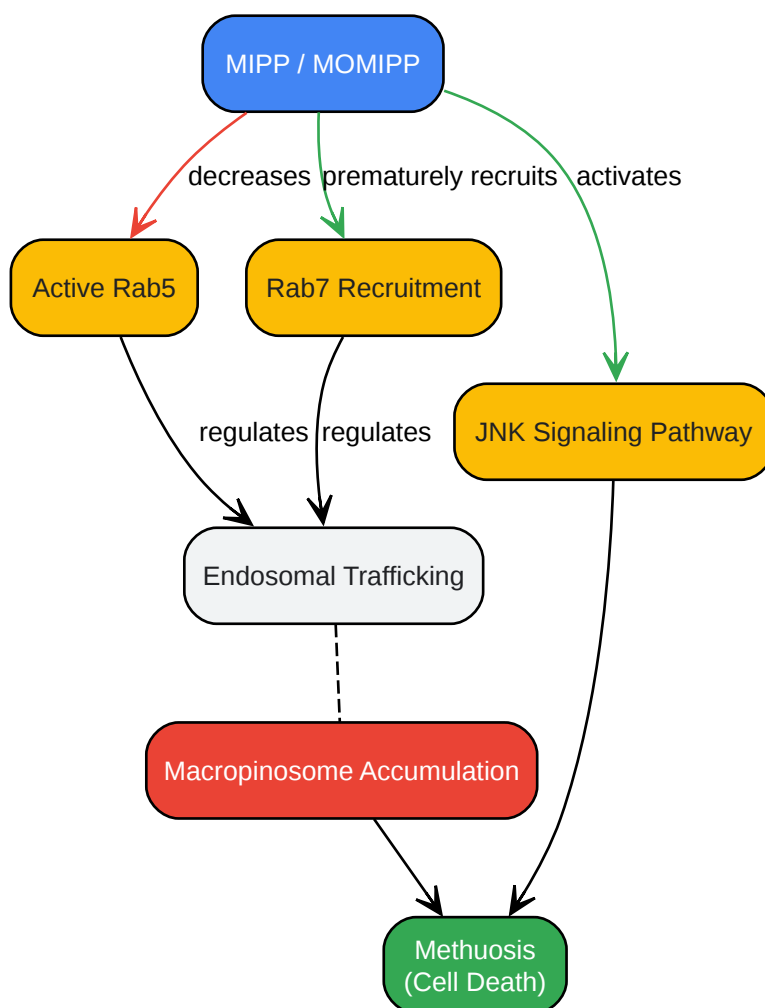 MIPP / MOMIPP
decreases
prematurely recruits
activates
Active Rab5
Rab7 Recruitment
JNK Signaling Pathway
regulates
regulates
Endosomal Trafficking
Macropinosome Accumulation
Methuosis
(Cell Death)